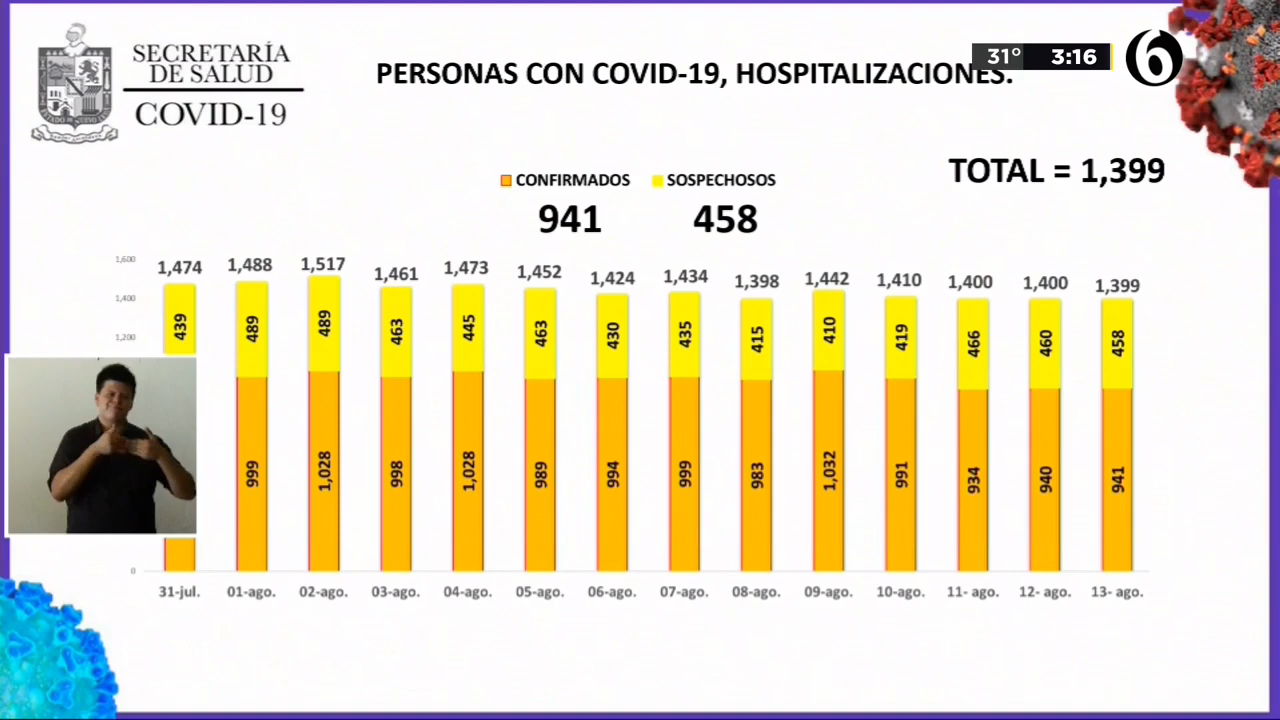 SECRETARÍA
DE SALUD
COVID-19
PERSONAS CON COVID-19, HOSPITALIZACIONES.
31° 3:16 6
TOTAL = 1,399
CONFIRMADOS SOSPECHOSOS
941 458
1,600
1,400
1,200
0
1,474 1,488 1,517 1,461 1,473 1,452 1,424 1,434 1,398 1,442 1,410 1,400 1,400 1,399
439 489 489 463 445 463 430 435 415 410 419 466 460 458
999 1,028 998 1,028 989 994 999 983 1,032 991 934 940 941
31-jul. 01-ago. 02-ago. 03-ago. 04-ago. 05-ago. 06-ago. 07-ago. 08-ago. 09-ago. 10-ago. 11- ago. 12- ago. 13- ago.